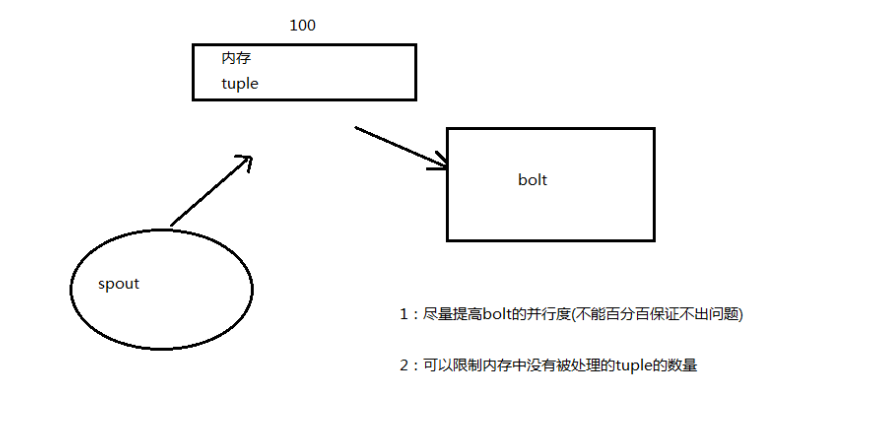 100
内存
tuple
bolt
spout
1：尽量提高bolt的并行度(不能百分百保证不出问题)
2：可以限制内存中没有被处理的tuple的数量